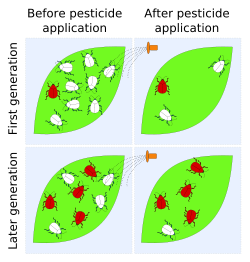 Before pesticide
application
After pesticide
application
First generation
Later generation